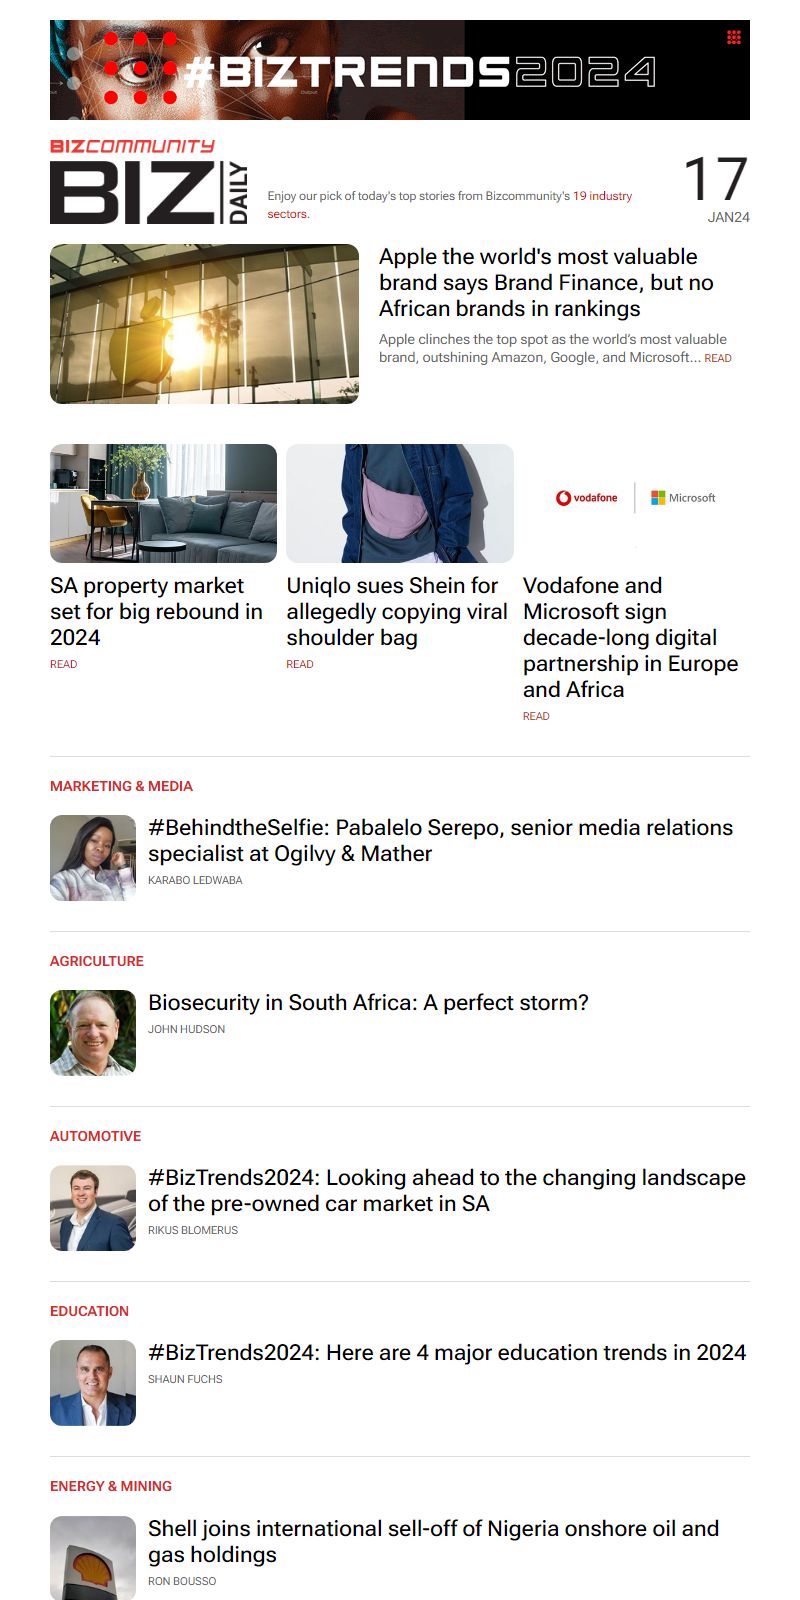 #BIZTRENDS2024
BIZCOMMUNITY
BIZ DAILY
Enjoy our pick of today's top stories from Bizcommunity's 19 industry
sectors.
17
JAN24
Apple the world's most valuable
brand says Brand Finance, but no
African brands in rankings
Apple clinches the top spot as the world's most valuable
brand, outshining Amazon, Google, and Microsoft... READ
vodafone
Microsoft
SA property market
set for big rebound in
2024
READ
Uniqlo sues Shein for
allegedly copying viral
shoulder bag
READ
Vodafone and
Microsoft sign
decade-long digital
partnership in Europe
and Africa
READ
MARKETING & MEDIA
#BehindtheSelfie: Pabalelo Serepo, senior media relations
specialist at Ogilvy & Mather
KARABO LEDWABA
AGRICULTURE
Biosecurity in South Africa: A perfect storm?
JOHN HUDSON
AUTOMOTIVE
#BizTrends2024: Looking ahead to the changing landscape
of the pre-owned car market in SA
RIKUS BLOMERUS
EDUCATION
#BizTrends2024: Here are 4 major education trends in 2024
SHAUN FUCHS
ENERGY & MINING
Shell joins international sell-off of Nigeria onshore oil and
gas holdings
RON BOUSSO